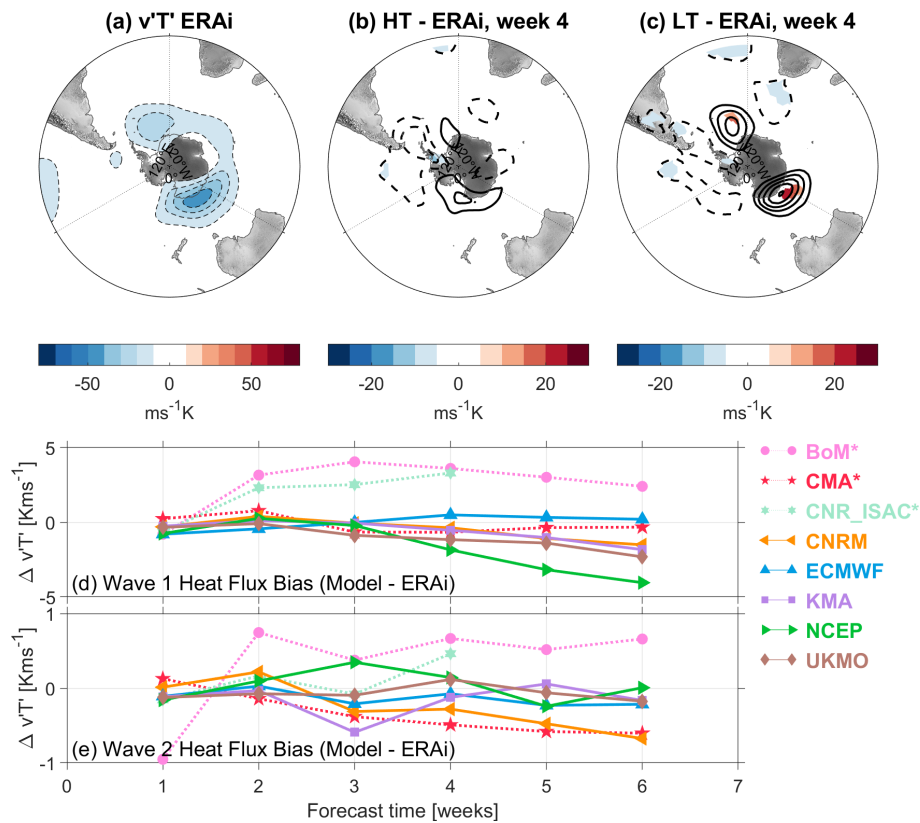 (a) v'T' ERAi
(b) HT - ERAi, week 4
(c) LT - ERAi, week 4
120°W
0°
120°W
0°
120°W
0°
-50 0 50
ms⁻¹K
-20 0 20
ms⁻¹K
-20 0 20
ms⁻¹K
5
0
-5
Δ v'T' [Kms⁻¹]
(d) Wave 1 Heat Flux Bias (Model - ERAi)
1
0
-1
Δ v'T' [Kms⁻¹]
(e) Wave 2 Heat Flux Bias (Model - ERAi)
0 1 2 3 4 5 6 7
Forecast time [weeks]
BoM*
CMA*
CNR_ISAC*
CNRM
ECMWF
KMA
NCEP
UKMO